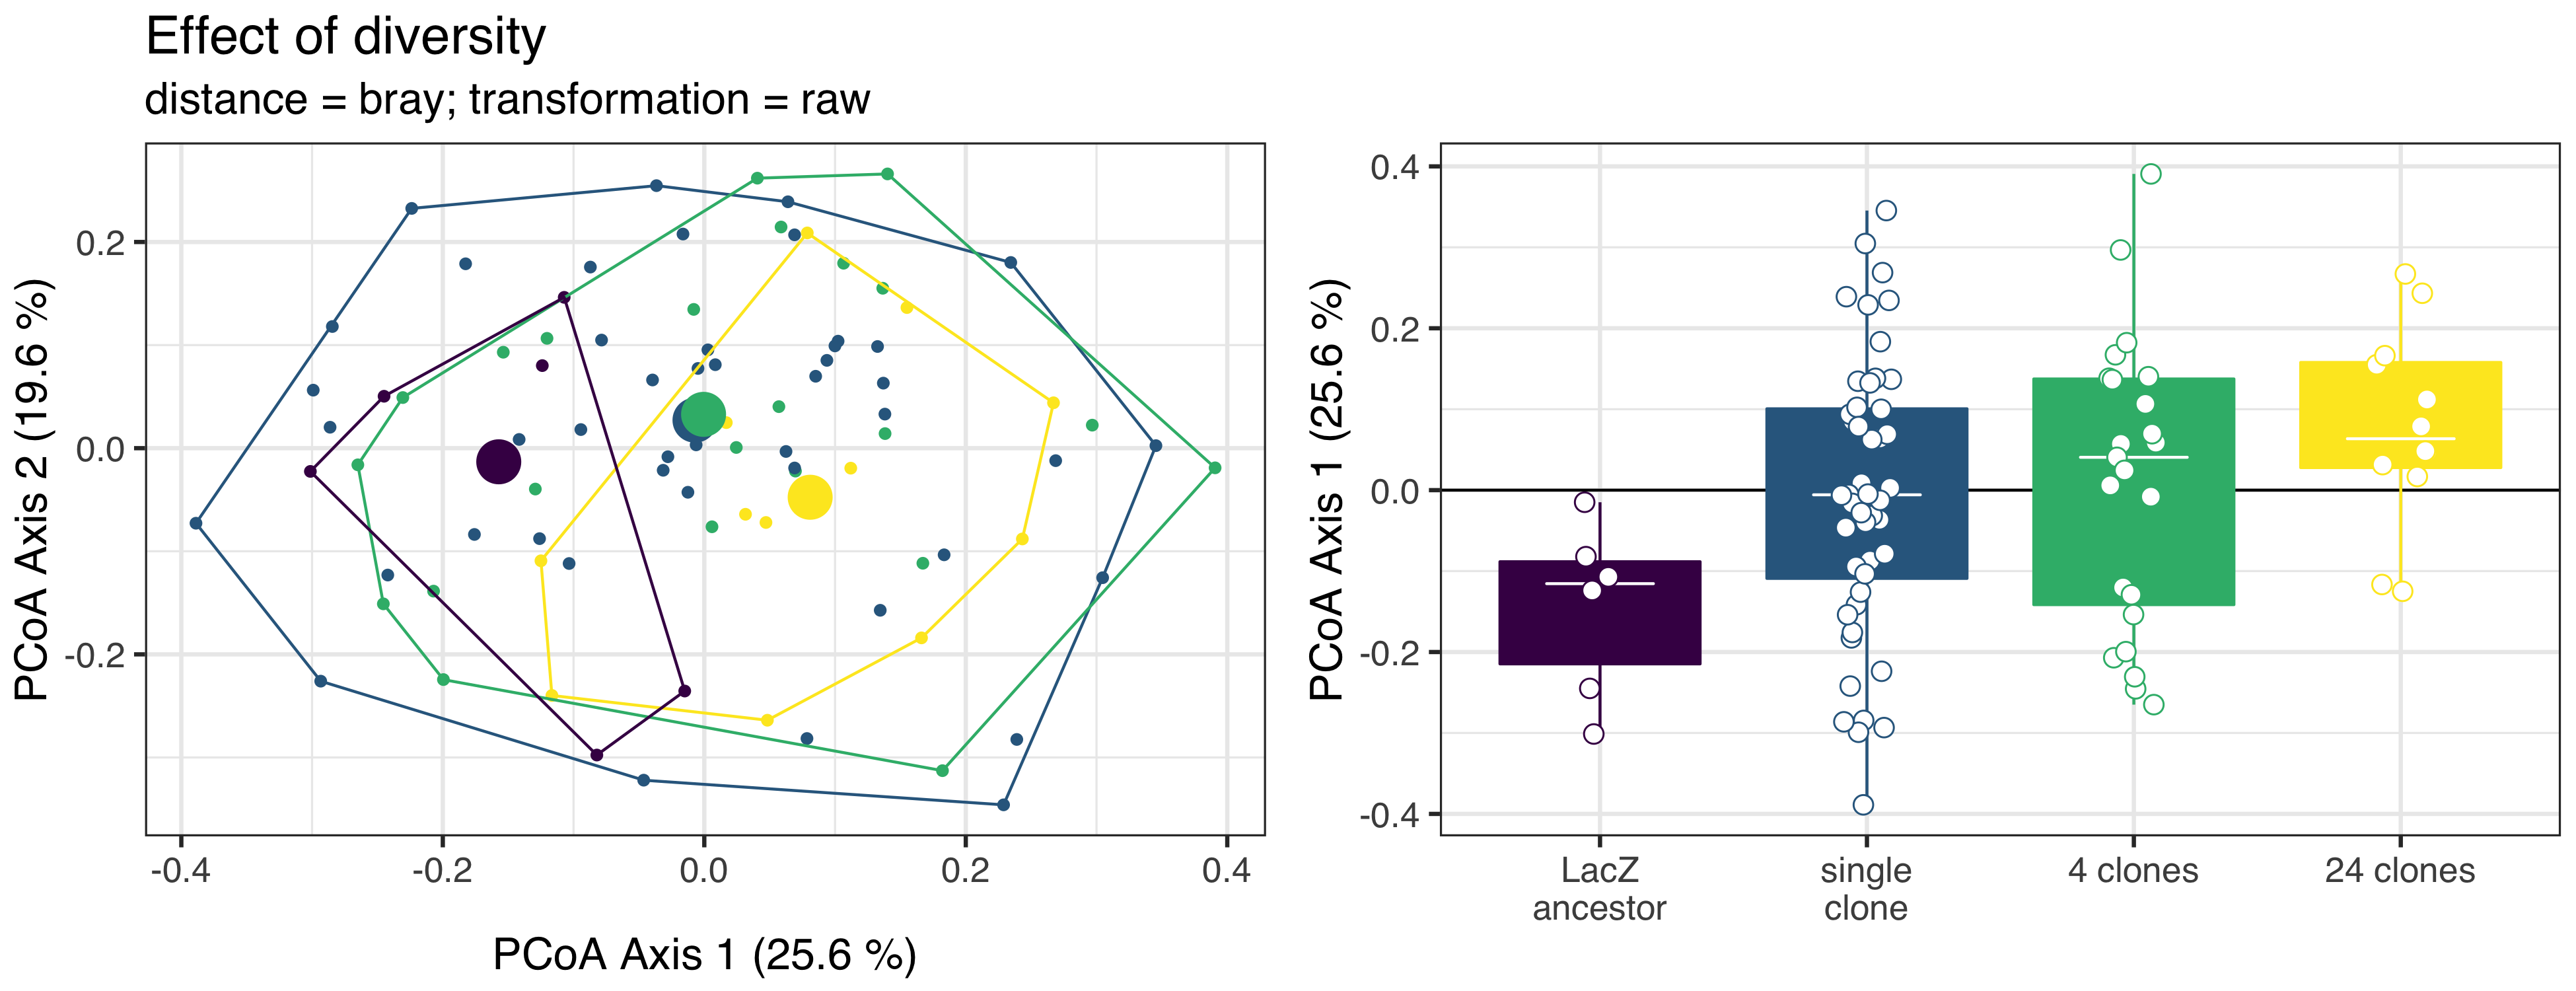 Effect of diversity
distance = bray; transformation = raw
PCoA Axis 2 (19.6 %)
0.2
0.0
-0.2
-0.4
-0.2
0.0
0.2
0.4
PCoA Axis 1 (25.6 %)
PCoA Axis 1 (25.6 %)
0.4
0.2
0.0
-0.2
-0.4
LacZ
ancestor
single
clone
4 clones
24 clones